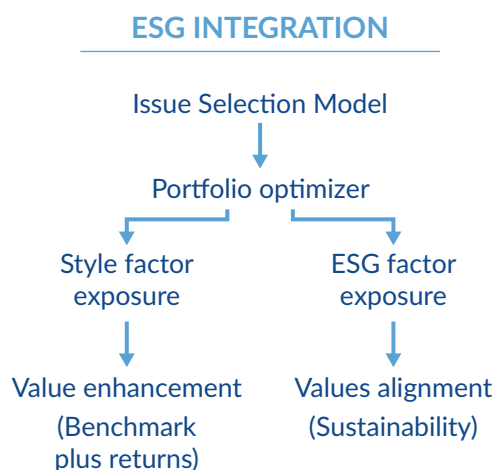 ESG INTEGRATION
Issue Selection Model
Portfolio optimizer
Style factor
exposure
ESG factor
exposure
Value enhancement
(Benchmark
plus returns)
Values alignment
(Sustainability)